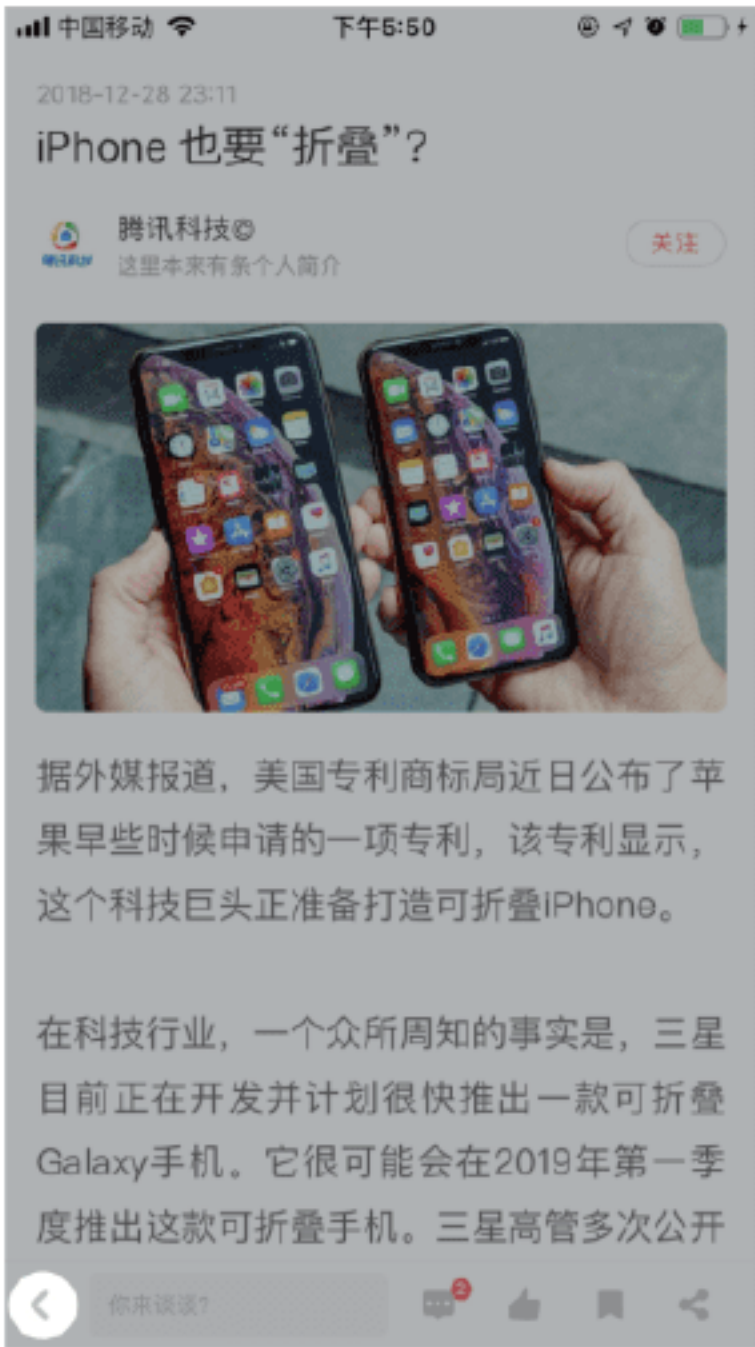 中国移动 下午5:50
2018-12-28 23:11
iPhone 也要“折叠”?
腾讯科技©
这里本来有条个人简介
关注
据外媒报道，美国专利商标局近日公布了苹
果早些时候申请的一项专利，该专利显示，
这个科技巨头正准备打造可折叠iPhone。
在科技行业，一个众所周知的事实是，三星
目前正在开发并计划很快推出一款可折叠
Galaxy手机。它很可能会在2019年第一季
度推出这款可折叠手机。三星高管多次公开
你来谈谈?
2